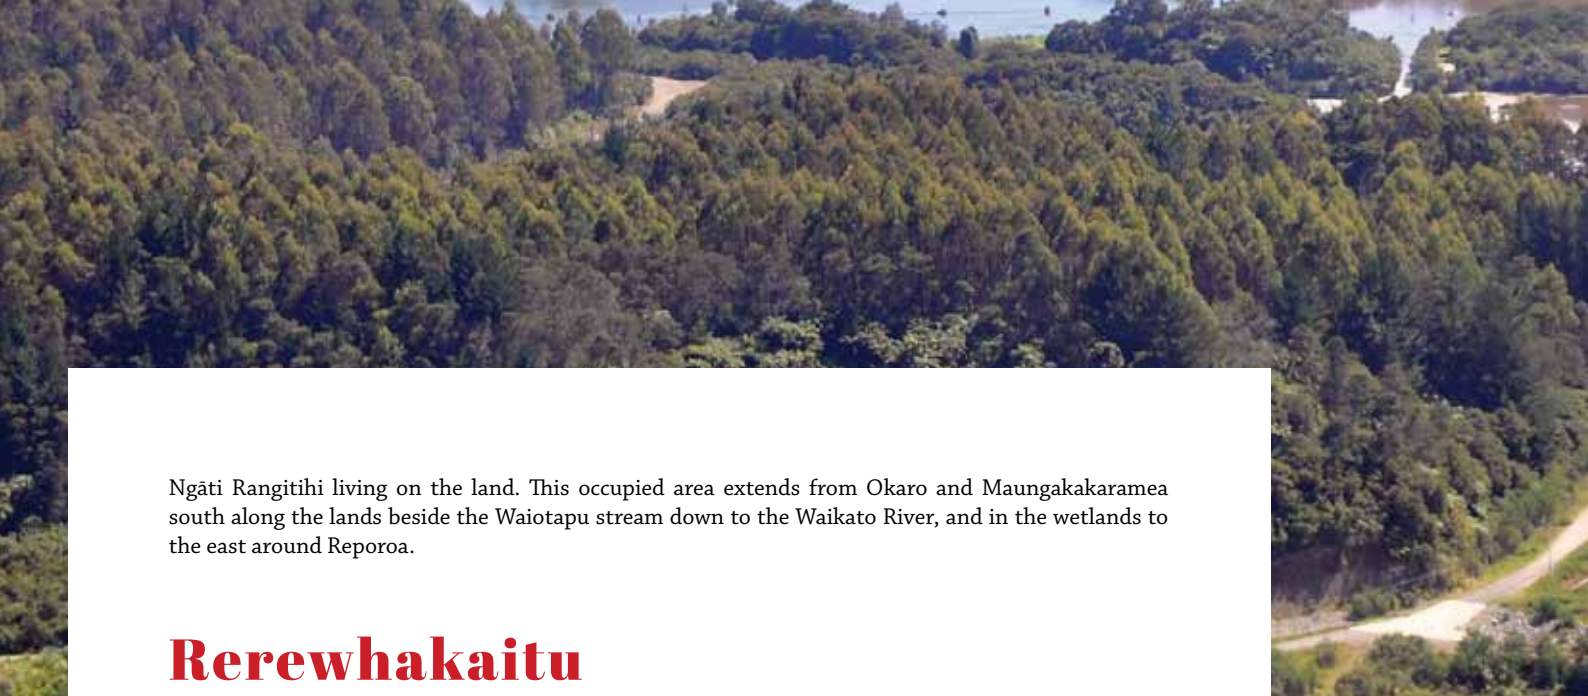 Ngāti Rangitihi living on the land. This occupied area extends from Okaro and Maungakakaramea
south along the lands beside the Waiotapu stream down to the Waikato River, and in the wetlands to
the east around Reporoa.
Rerewhakaitu